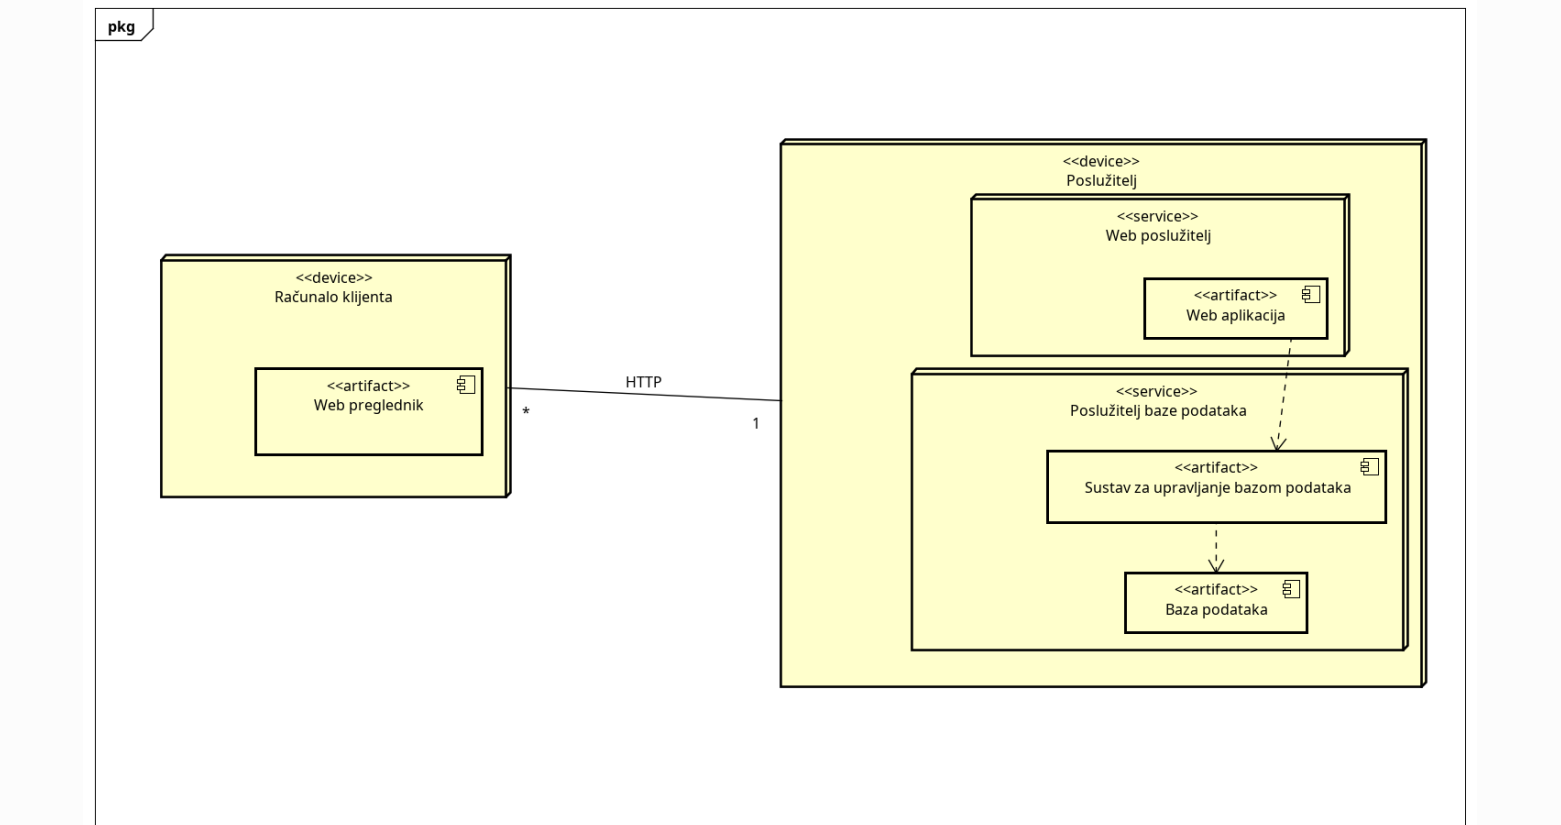 pkg
<<device>>
Računalo klijenta
<<artifact>>
Web preglednik
HTTP
*
1
<<device>>
Poslužitelj
<<service>>
Web poslužitelj
<<artifact>>
Web aplikacija
<<service>>
Poslužitelj baze podataka
<<artifact>>
Sustav za upravljanje bazom podataka
<<artifact>>
Baza podataka